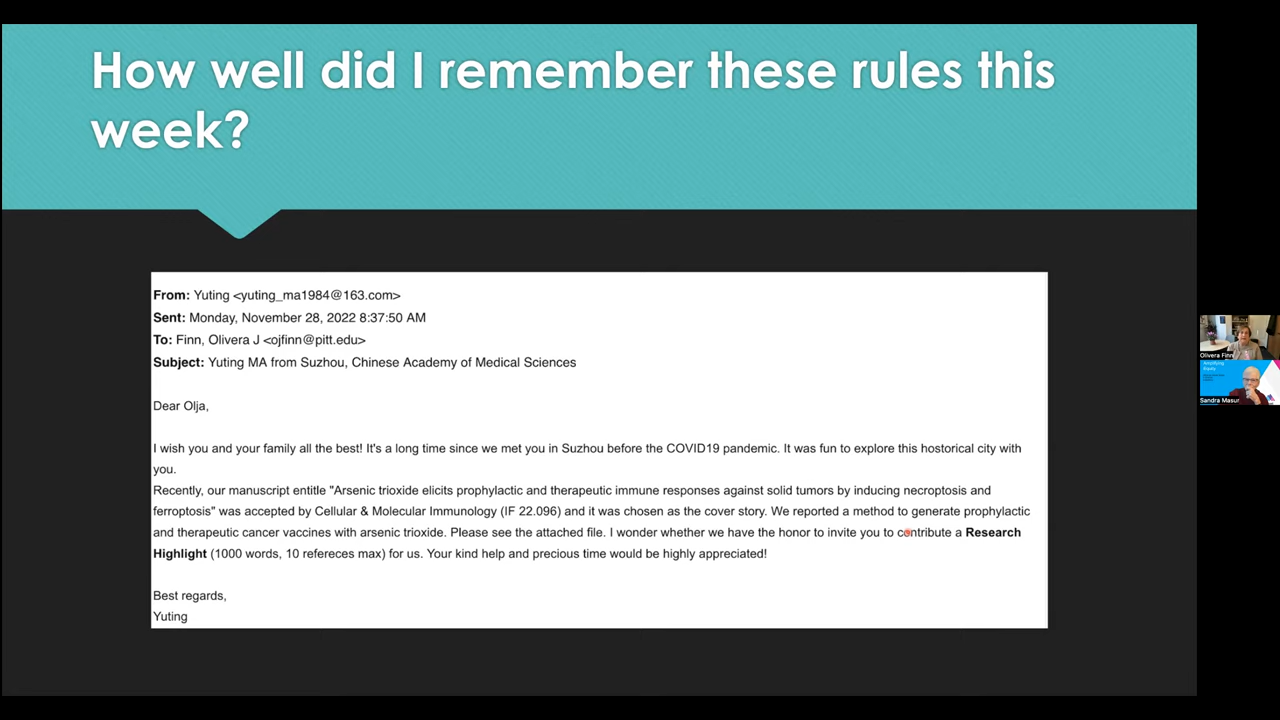 How well did I remember these rules this
week?
From: Yuting <yuting_ma1984@163.com>
Sent: Monday, November 28, 2022 8:37:50 AM
To: Finn, Olivera J <ojfinn@pitt.edu>
Subject: Yuting MA from Suzhou, Chinese Academy of Medical Sciences
Dear Olja,
I wish you and your family all the best! It's a long time since we met you in Suzhou before the COVID19 pandemic. It was fun to explore this hostorical city with
you.
Recently, our manuscript entitle "Arsenic trioxide elicits prophylactic and therapeutic immune responses against solid tumors by inducing necroptosis and
ferroptosis" was accepted by Cellular & Molecular Immunology (IF 22.096) and it was chosen as the cover story. We reported a method to generate prophylactic
and therapeutic cancer vaccines with arsenic trioxide. Please see the attached file. I wonder whether we have the honor to invite you to contribute a Research
Highlight (1000 words, 10 refereces max) for us. Your kind help and precious time would be highly appreciated!
Best regards,
Yuting
Olivera Finn
Amplifying
Equity
Sandra Masur